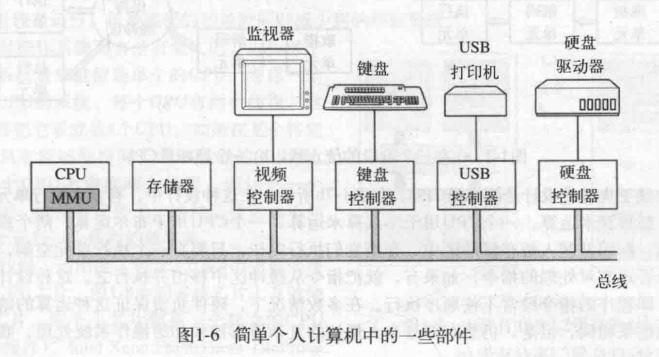 监视器
键盘
USB
打印机
硬盘
驱动器
CPU
MMU
存储器
视频
控制器
键盘
控制器
USB
控制器
硬盘
控制器
总线
图1-6 简单个人计算机中的一些部件